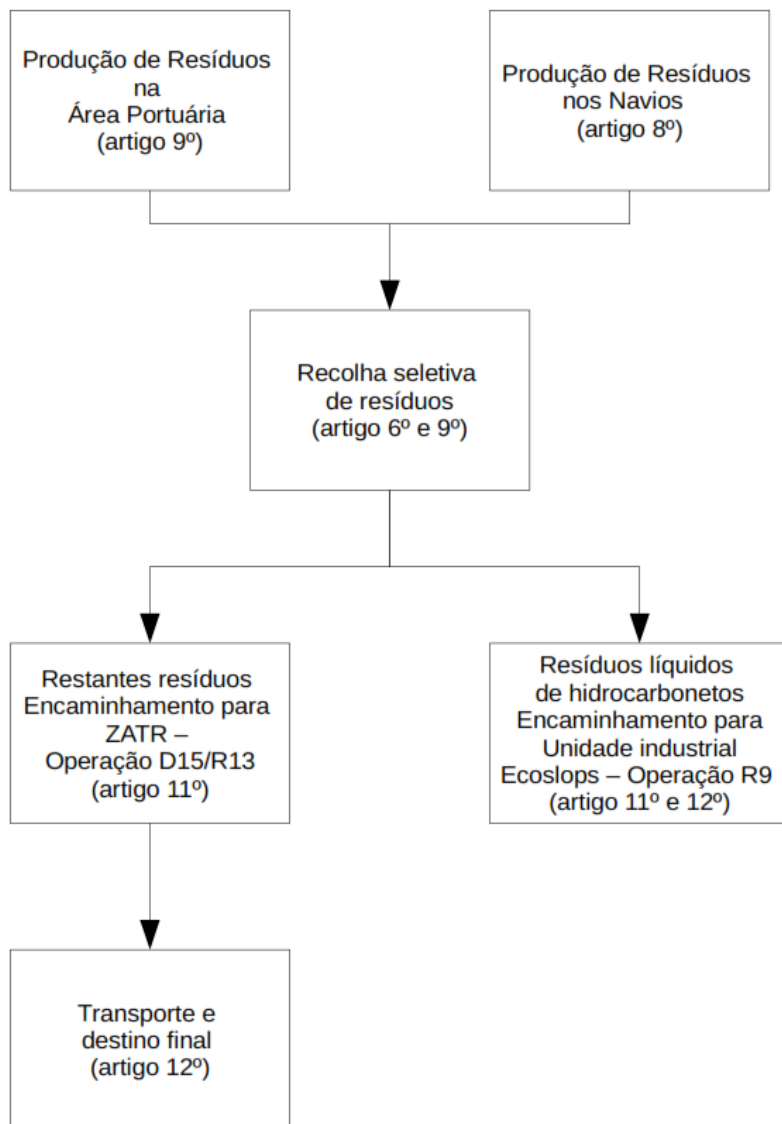 Produção de Resíduos
na
Área Portuária
(artigo 9º)
Produção de Resíduos
nos Navios
(artigo 8º)
Recolha seletiva
de resíduos
(artigo 6º e 9º)
Restantes resíduos
Encaminhamento para
ZATR –
Operação D15/R13
(artigo 11º)
Resíduos líquidos
de hidrocarbonetos
Encaminhamento para
Unidade industrial
Ecoslops – Operação R9
(artigo 11º e 12º)
Transporte e
destino final
(artigo 12º)